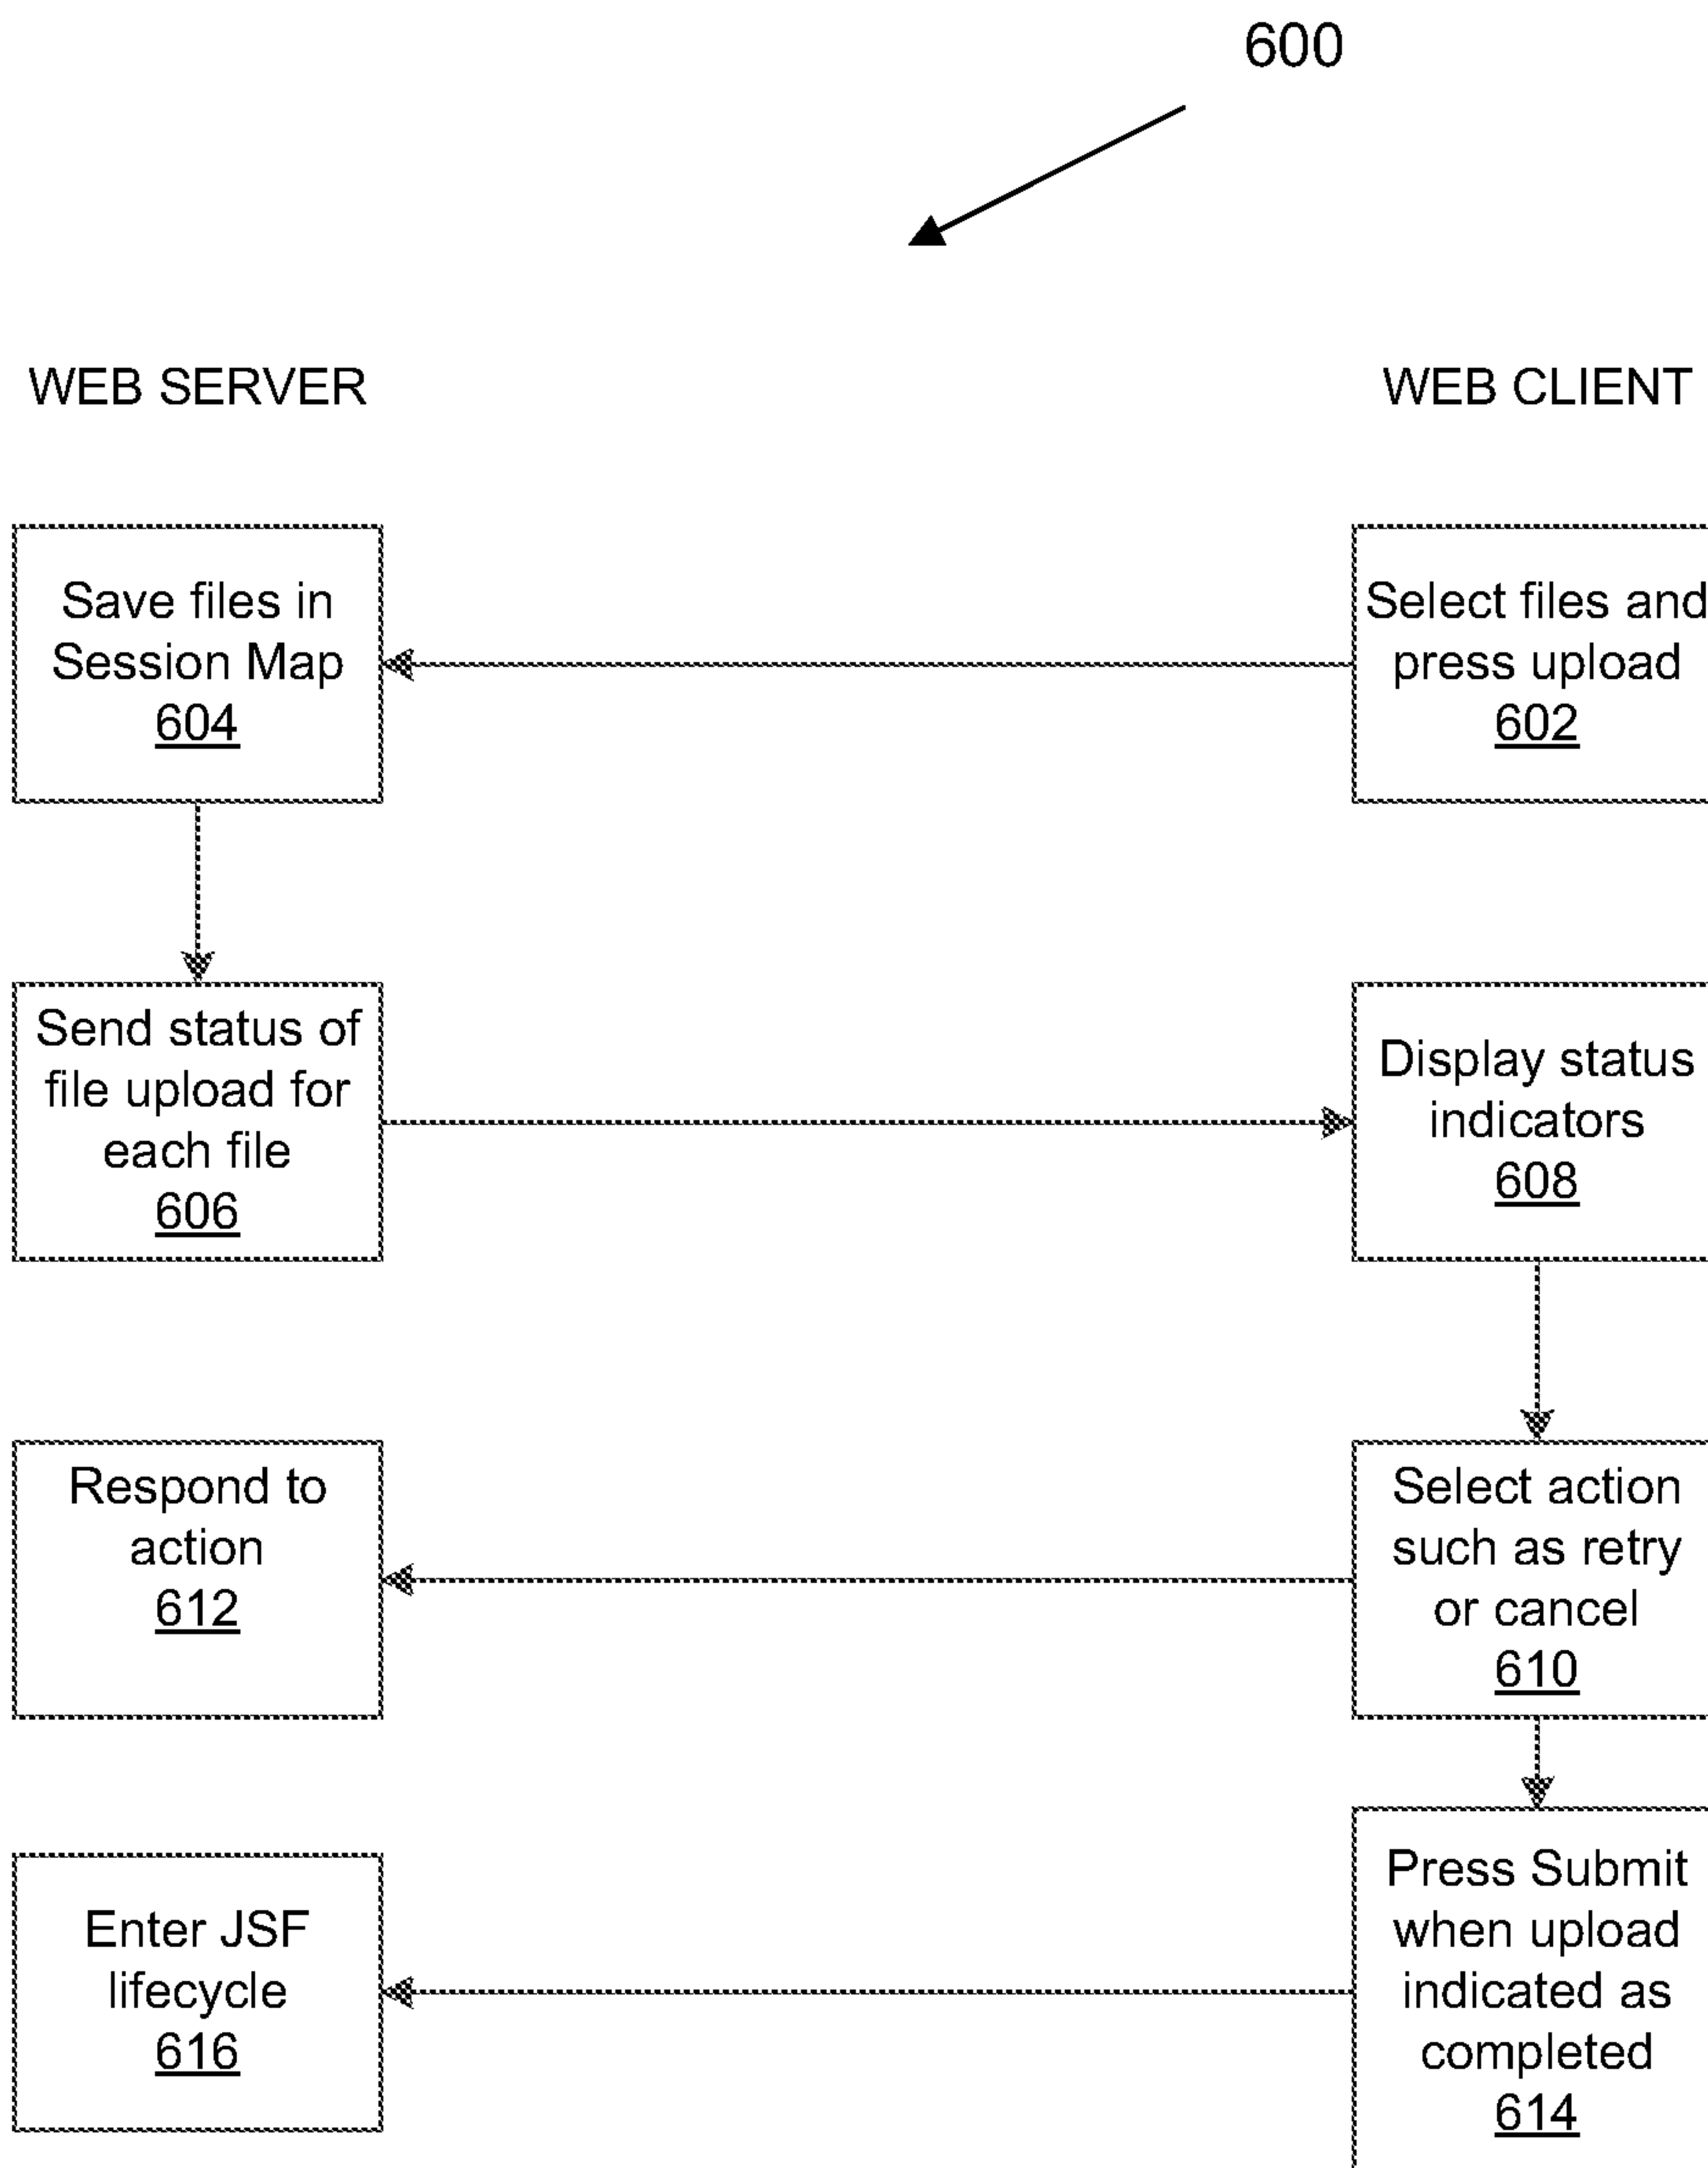 600
WEB SERVER
WEB CLIENT
Save files in
Session Map
604
Select files and
press upload
602
Send status of
file upload for
each file
606
Display status
indicators
608
Respond to
action
612
Select action
such as retry
or cancel
610
Enter JSF
lifecycle
616
Press Submit
when upload
indicated as
completed
614